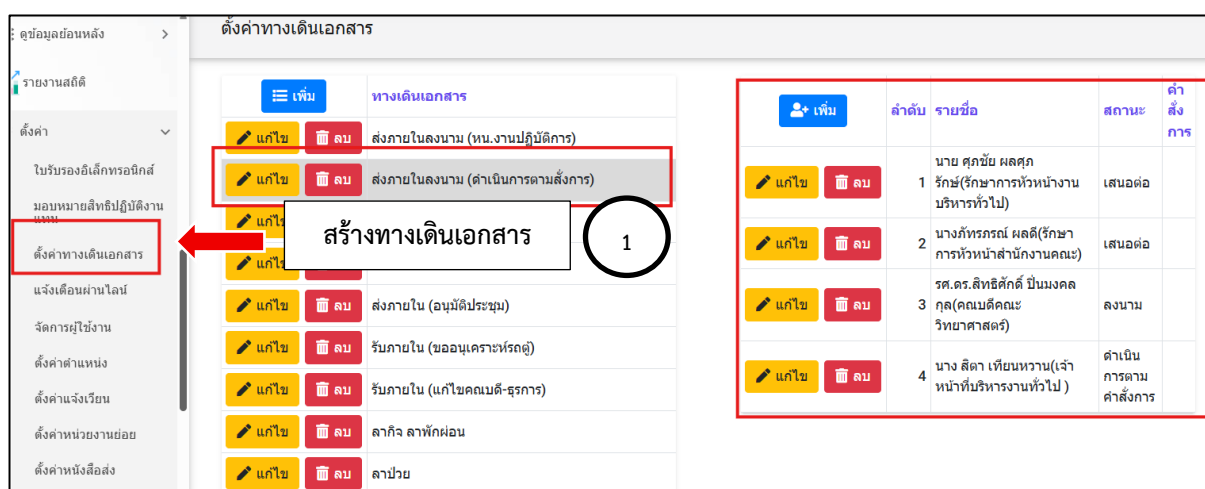 ดูข้อมูลย้อนหลัง
รายงานสถิติ
ตั้งค่า
ใบรับรองอิเล็กทรอนิกส์
มอบหมายสิทธิปฏิบัติงาน
แทน
ตั้งค่าทางเดินเอกสาร
แจ้งเตือนผ่านไลน์
จัดการผู้ใช้งาน
ตั้งค่าตำแหน่ง
ตั้งค่าแจ้งเวียน
ตั้งค่าหน่วยงานย่อย
ตั้งค่าหนังสือส่ง
ตั้งค่าทางเดินเอกสาร
เพิ่ม ทางเดินเอกสาร
แก้ไข ลบ ส่งภายในลงนาม (หน.งานปฏิบัติการ)
แก้ไข ลบ ส่งภายในลงนาม (ดำเนินการตามสั่งการ)
สร้างทางเดินเอกสาร 1
แก้ไข ลบ ส่งภายใน (อนุมัติประชุม)
แก้ไข ลบ รับภายใน (ขออนุเคราะห์รถตู้)
แก้ไข ลบ รับภายใน (แก้ไขคณบดี-ธุรการ)
แก้ไข ลบ ลากิจ ลาพักผ่อน
แก้ไข ลบ ลาป่วย
เพิ่ม ลำดับ รายชื่อ สถานะ คำ
สั่ง
การ
นาย ศุภชัย ผลศุภ
แก้ไข ลบ 1 รักษ์(รักษาการหัวหน้างาน เสนอต่อ
บริหารทั่วไป)
แก้ไข ลบ 2 นางภัทรภรณ์ ผลดี(รักษา เสนอต่อ
การหัวหน้าสำนักงานคณะ)
รศ.ดร.สิทธิศักดิ์ ปิ่นมงคล
แก้ไข ลบ 3 กุล(คณบดีคณะ ลงนาม
วิทยาศาสตร์)
แก้ไข ลบ 4 นาง สิตา เทียนหวาน(เจ้า ดำเนิน
หน้าที่บริหารงานทั่วไป ) การตาม
คำสั่งการ